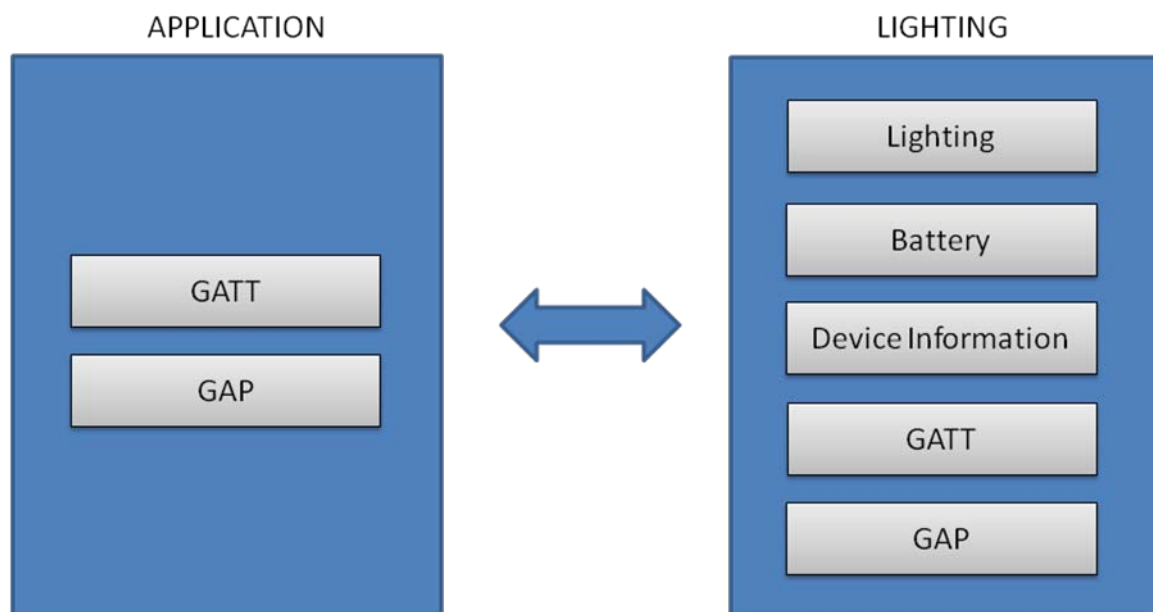 APPLICATION
GATT
GAP
LIGHTING
Lighting
Battery
Device Information
GATT
GAP